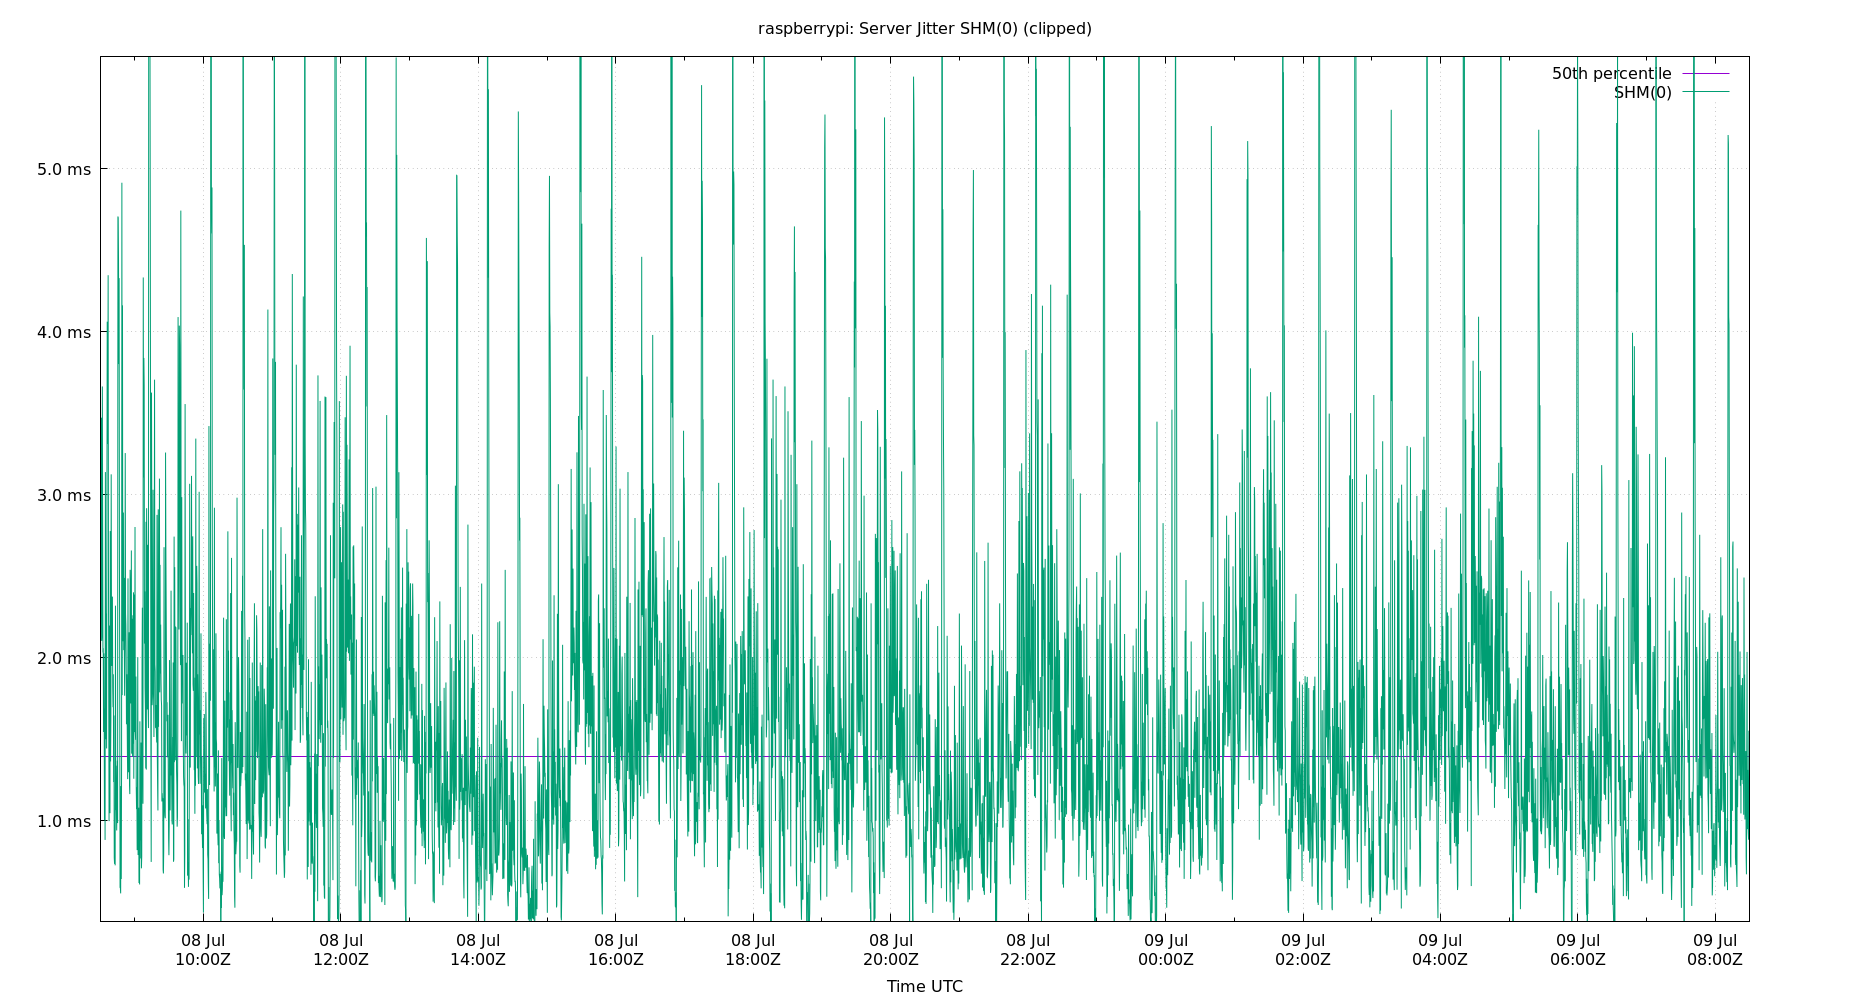 raspberrypi: Server Jitter SHM(0) (clipped)
50th percentile
SHM(0)
5.0 ms
4.0 ms
3.0 ms
2.0 ms
1.0 ms
08 Jul 08 Jul 08 Jul 08 Jul 08 Jul 08 Jul 08 Jul 09 Jul 09 Jul 09 Jul 09 Jul 09 Jul
10:00Z 12:00Z 14:00Z 16:00Z 18:00Z 20:00Z 22:00Z 00:00Z 02:00Z 04:00Z 06:00Z 08:00Z
Time UTC